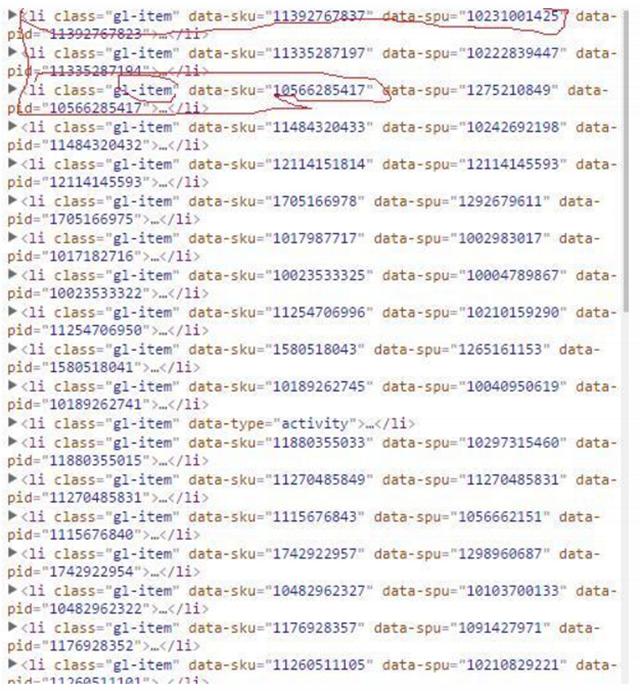 ▶<li class="gl-item" data-sku="11392767837" data-spu="10231001425" data-
pid="11392767823">…</li>
▶<li class="gl-item" data-sku="11335287197" data-spu="10222839447" data-
pid="11335287194">…</li>
▶<li class="gl-item" data-sku="10566285417" data-spu="1275210849" data-
pid="10566285417">…</li>
▶<li class="gl-item" data-sku="11484320433" data-spu="10242692198" data-
pid="11484320432">…</li>
▶<li class="gl-item" data-sku="12114151814" data-spu="12114145593" data-
pid="12114145593">…</li>
▶<li class="gl-item" data-sku="1705166978" data-spu="1292679611" data-
pid="1705166975">…</li>
▶<li class="gl-item" data-sku="1017987717" data-spu="1002983017" data-
pid="1017182716">…</li>
▶<li class="gl-item" data-sku="10023533325" data-spu="10004789867" data-
pid="10023533322">…</li>
▶<li class="gl-item" data-sku="11254706996" data-spu="10210159290" data-
pid="11254706950">…</li>
▶<li class="gl-item" data-sku="1580518043" data-spu="1265161153" data-
pid="1580518041">…</li>
▶<li class="gl-item" data-sku="10189262745" data-spu="10040950619" data-
pid="10189262741">…</li>
▶<li class="gl-item" data-type="activity">…</li>
▶<li class="gl-item" data-sku="11880355033" data-spu="10297315460" data-
pid="11880355015">…</li>
▶<li class="gl-item" data-sku="11270485849" data-spu="11270485831" data-
pid="11270485831">…</li>
▶<li class="gl-item" data-sku="1115676843" data-spu="1056662151" data-
pid="1115676840">…</li>
▶<li class="gl-item" data-sku="1742922957" data-spu="1298960687" data-
pid="1742922954">…</li>
▶<li class="gl-item" data-sku="10482962327" data-spu="10103700133" data-
pid="10482962322">…</li>
▶<li class="gl-item" data-sku="1176928357" data-spu="1091427971" data-
pid="1176928352">…</li>
▶<li class="gl-item" data-sku="11260511105" data-spu="10210829221" data-
pid="11260511101">…</li>